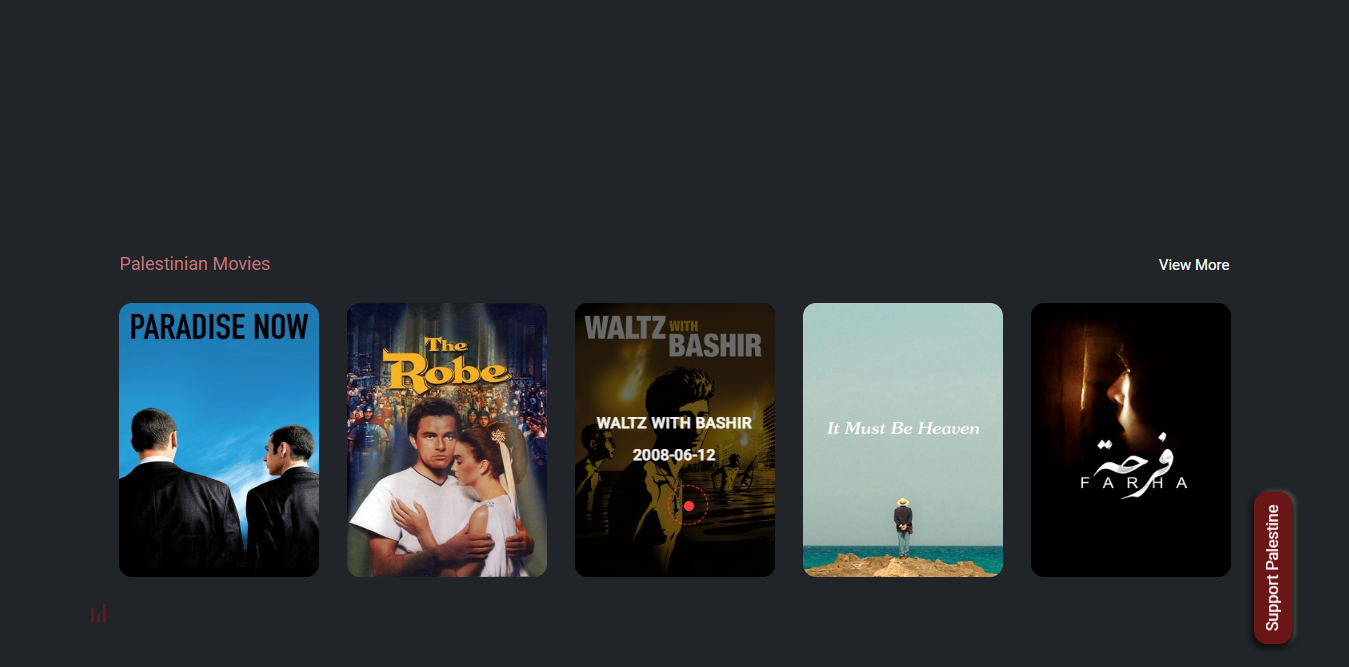 Palestinian Movies
View More
PARADISE NOW
The
Robe
WALTZ WITH
BASHIR
WALTZ WITH BASHIR
2008-06-12
It Must Be Heaven
فرحة
FARHA
Support Palestine